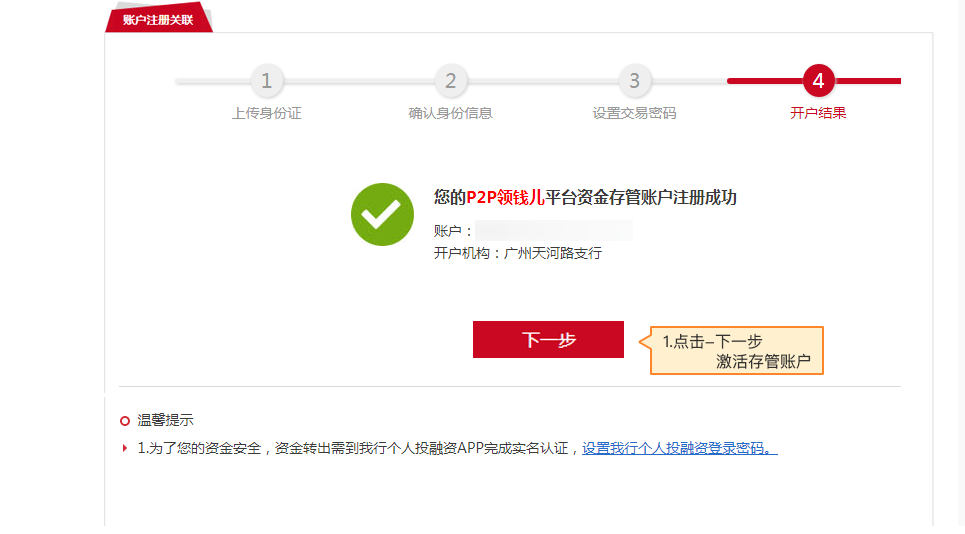 账户注册关联
1
2
3
4
上传身份证
确认身份信息
设置交易密码
开户结果
您的P2P领钱儿平台资金存管账户注册成功
账户：
开户机构：广州天河路支行
下一步
1.点击–下一步
激活存管账户
温馨提示
1.为了您的资金安全，资金转出需到我行个人投融资APP完成实名认证，设置我行个人投融资登录密码。